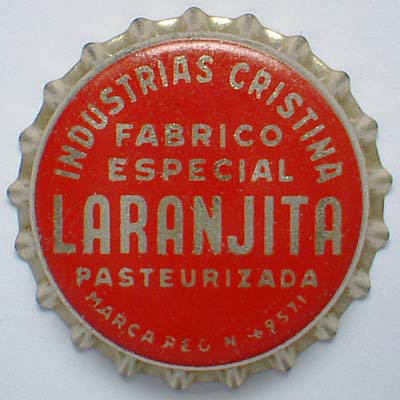 INDUSTRIAS CRISTINA
FABRICO
ESPECIAL
LARANJITA
PASTEURIZADA
MARCA REG N